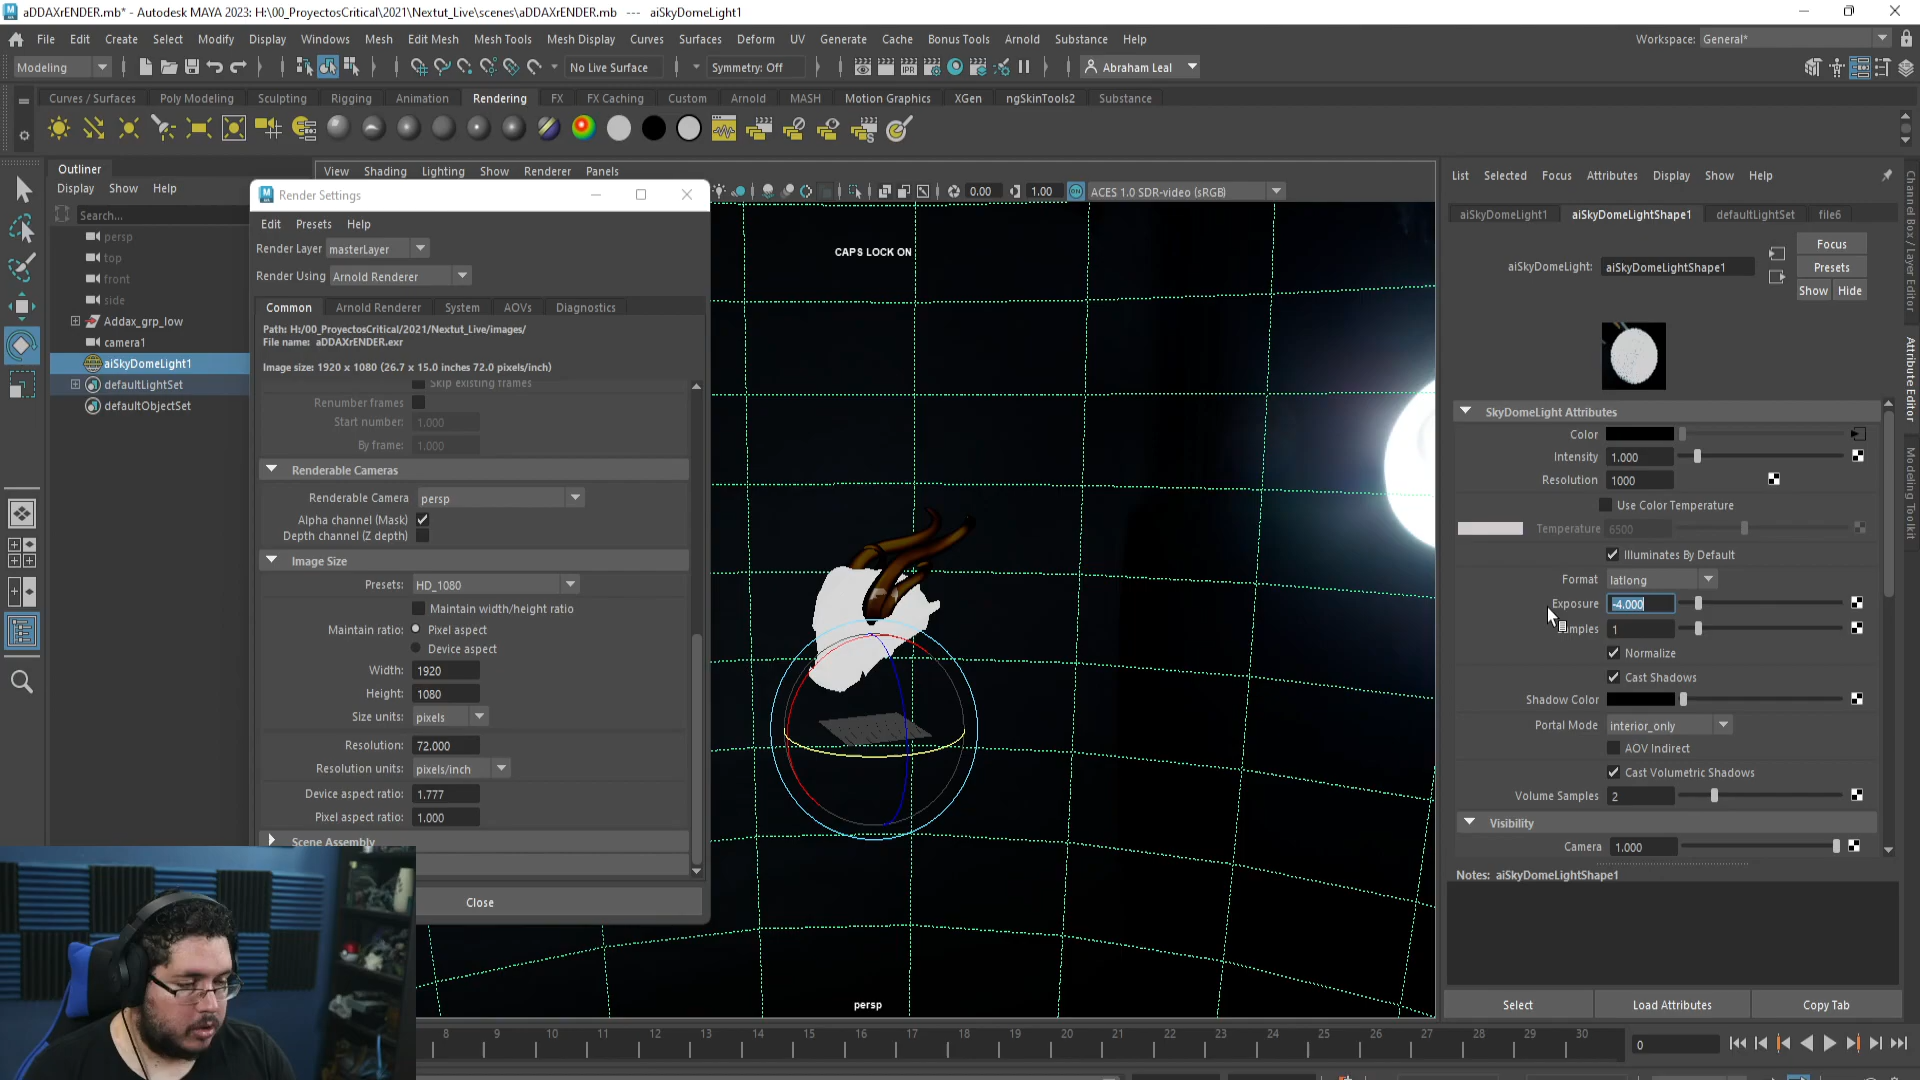 aDDAXrENDER.mb* - Autodesk MAYA 2023: H:\00_ProyectosCritical\2021\Nextut_Live\scenes\aDDAXrENDER.mb --- aiSkyDomeLight1
File Edit Create Select Modify Display Windows Mesh Edit Mesh Mesh Tools Mesh Display Curves Surfaces Deform UV Generate Cache Bonus Tools Arnold Substance Help
Workspace: General*
Modeling
No Live Surface
Symmetry: Off
Abraham Leal
Curves / Surfaces Poly Modeling Sculpting Rigging Animation Rendering FX FX Caching Custom Arnold MASH Motion Graphics XGen ngSkinTools2 Substance
Outliner
Display Show Help
Search...
persp
top
front
side
Addax_grp_low
camera1
aiSkyDomeLight1
defaultLightSet
defaultObjectSet
View Shading Lighting Show Renderer Panels
0.00
1.00
ACES 1.0 SDR-video (sRGB)
CAPS LOCK ON
persp
Render Settings
Edit Presets Help
Render Layer masterLayer
Render Using Arnold Renderer
Common Arnold Renderer System AOVs Diagnostics
Path: H:/00_ProyectosCritical/2021/Nextut_Live/images/
File name: aDDAXrENDER.exr
Image size: 1920 x 1080 (26.7 x 15.0 inches 72.0 pixels/inch)
Skip existing frames
Renumber frames
Start number: 1.000
By frame: 1.000
Renderable Cameras
Renderable Camera persp
Alpha channel (Mask)
Depth channel (Z depth)
Image Size
Presets: HD_1080
Maintain width/height ratio
Maintain ratio: Pixel aspect
Device aspect
Width: 1920
Height: 1080
Size units: pixels
Resolution: 72.000
Resolution units: pixels/inch
Device aspect ratio: 1.777
Pixel aspect ratio: 1.000
Scene Assembly
Close
List Selected Focus Attributes Display Show Help
aiSkyDomeLight1 aiSkyDomeLightShape1 defaultLightSet file6
aiSkyDomeLight: aiSkyDomeLightShape1
Focus
Presets
Show Hide
SkyDomeLight Attributes
Color
Intensity 1.000
Resolution 1000
Use Color Temperature
Temperature 6500
Illuminates By Default
Format latlong
Exposure -4.000
mples 1
Normalize
Cast Shadows
Shadow Color
Portal Mode interior_only
AOV Indirect
Cast Volumetric Shadows
Volume Samples 2
Visibility
Camera 1.000
Notes: aiSkyDomeLightShape1
Select Load Attributes Copy Tab
Channel Box / Layer Editor
Attribute Editor
Modeling Toolkit
8 9 10 11 12 13 14 15 16 17 18 19 20 21 22 23 24 25 26 27 28 29 30
0